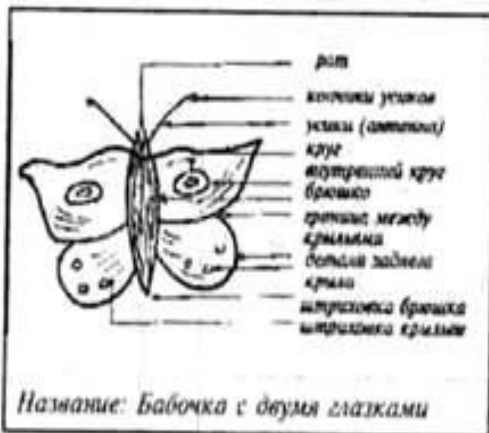 рот
кончики усиков
усики (антенны)
круг
внутренний круг
брюшко
граница между
крыльями
детали заднего
крыла
штриховка брюшка
штриховка крыльев
Название: Бабочка с двумя глазками